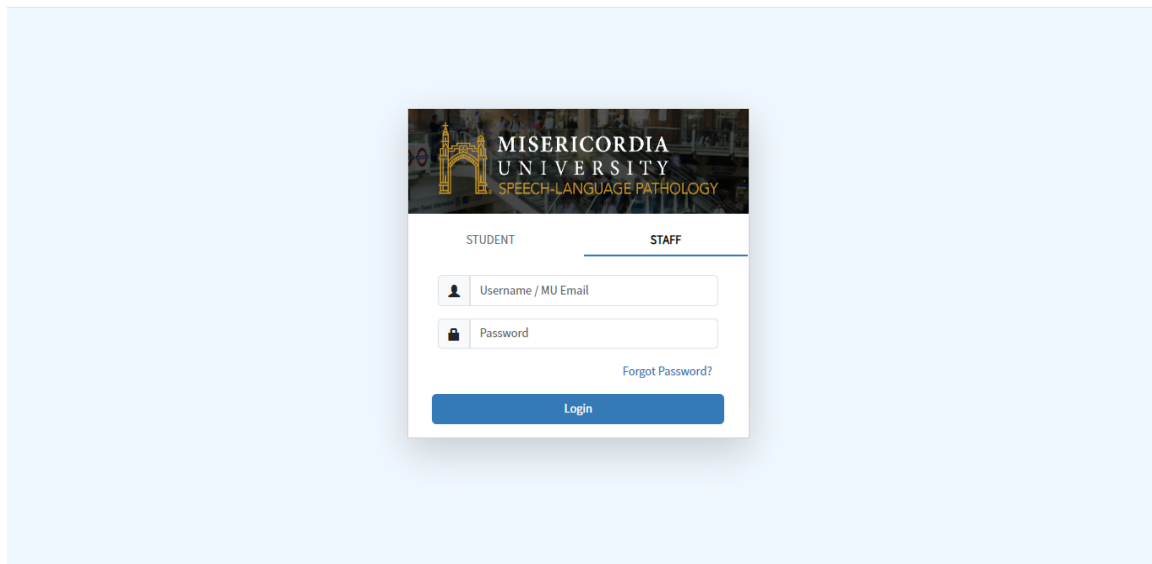 MISERICORDIA
UNIVERSITY
SPEECH-LANGUAGE PATHOLOGY
STUDENT STAFF
Username / MU Email
Password
Forgot Password?
Login